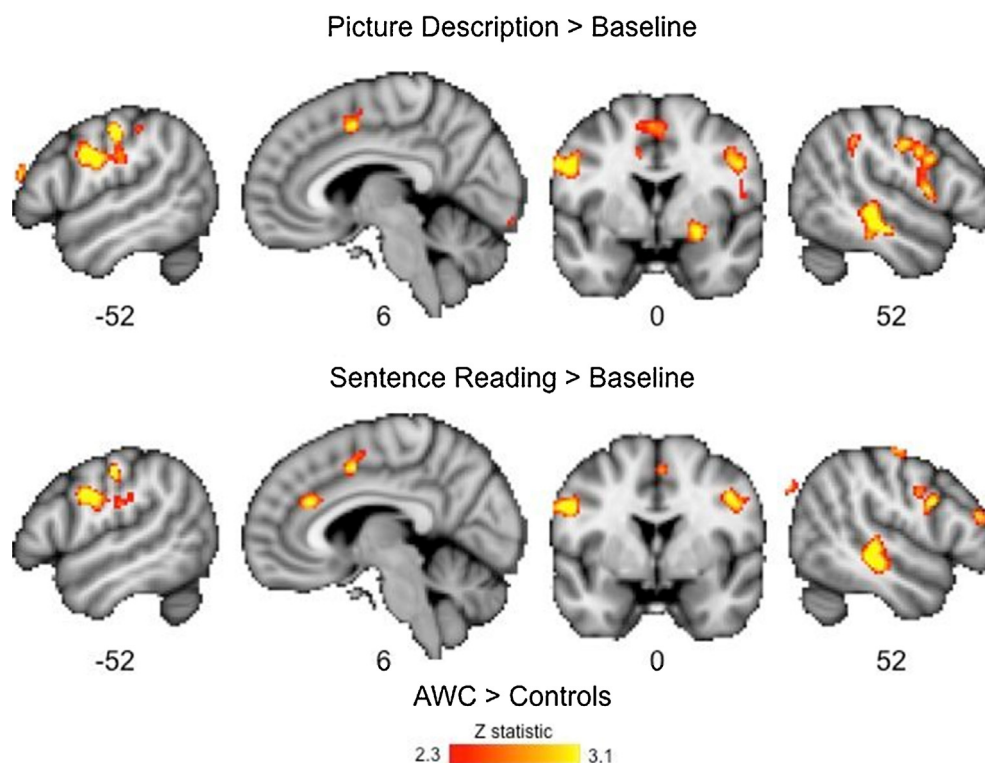 Picture Description > Baseline
-52 6 0 52
Sentence Reading > Baseline
-52 6 0 52
AWC > Controls
Z statistic
2.3 3.1